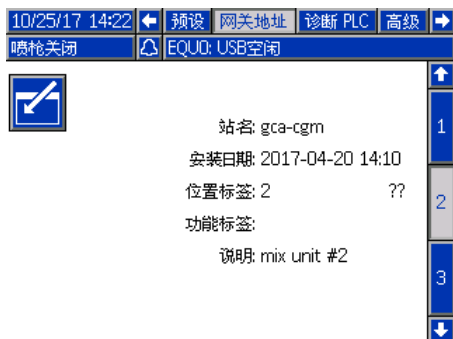 10/25/17 14:22 预设 网关地址 诊断 PLC 高级
喷枪关闭 EQU0: USB空闲
站名: gca-cgm
1
安装日期: 2017-04-20 14:10
位置标签: 2 ??
2
功能标签:
说明: mix unit #2
3